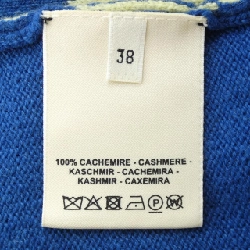 38
100% CACHEMIRE - CASHMERE -
KASCHMIR - CACHEMIRA -
KASHMIR - CAXEMIRA